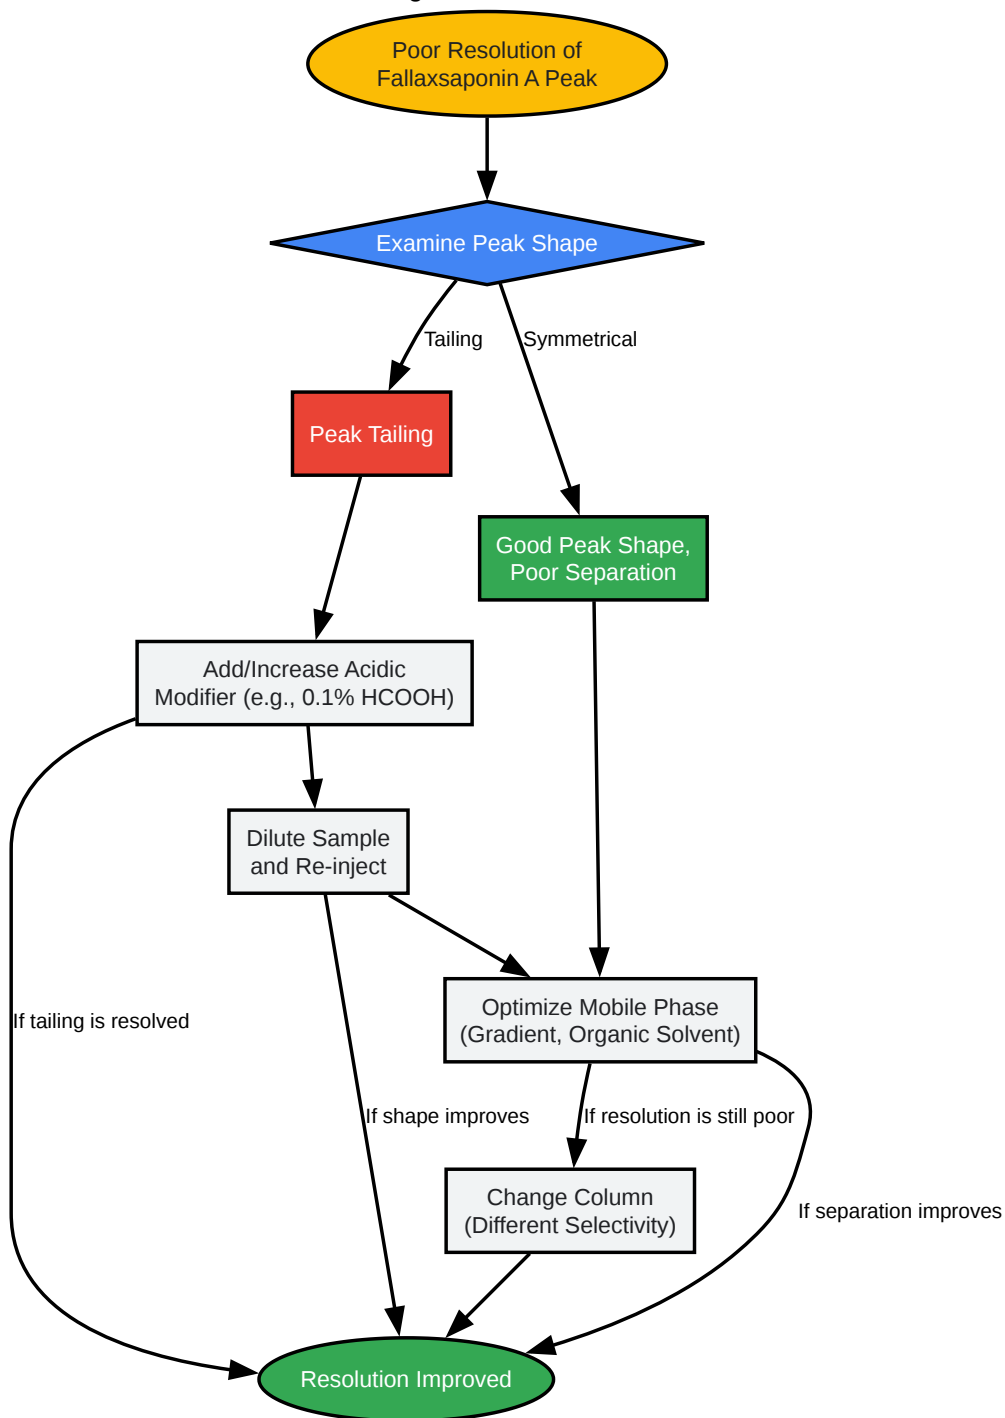 Poor Resolution of
Fallaxsaponin A Peak
Examine Peak Shape
Tailing
Symmetrical
Peak Tailing
Good Peak Shape,
Poor Separation
Add/Increase Acidic
Modifier (e.g., 0.1% HCOOH)
Dilute Sample
and Re-inject
Optimize Mobile Phase
(Gradient, Organic Solvent)
If tailing is resolved
If shape improves
If resolution is still poor
Change Column
(Different Selectivity)
If separation improves
Resolution Improved